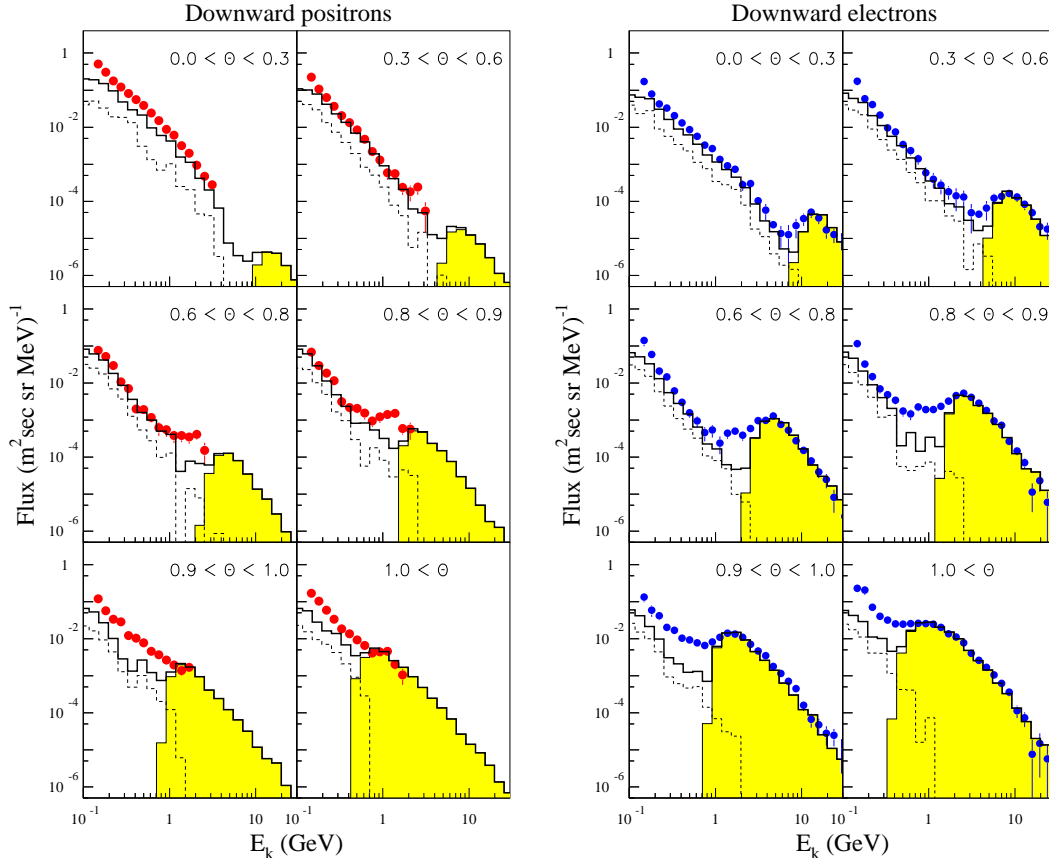 Downward positrons
Downward electrons
Flux (m² sec sr MeV)⁻¹
1
10⁻²
10⁻⁴
10⁻⁶
0.0 < Θ < 0.3
0.3 < Θ < 0.6
1
10⁻²
10⁻⁴
10⁻⁶
0.6 < Θ < 0.8
0.8 < Θ < 0.9
1
10⁻²
10⁻⁴
10⁻⁶
0.9 < Θ < 1.0
1.0 < Θ
10⁻¹ 1 10 10⁻¹ 1 10
E_k (GeV)
Flux (m² sec sr MeV)⁻¹
1
10⁻²
10⁻⁴
10⁻⁶
0.0 < Θ < 0.3
0.3 < Θ < 0.6
1
10⁻²
10⁻⁴
10⁻⁶
0.6 < Θ < 0.8
0.8 < Θ < 0.9
1
10⁻²
10⁻⁴
10⁻⁶
0.9 < Θ < 1.0
1.0 < Θ
10⁻¹ 1 10 10⁻¹ 1 10
E_k (GeV)